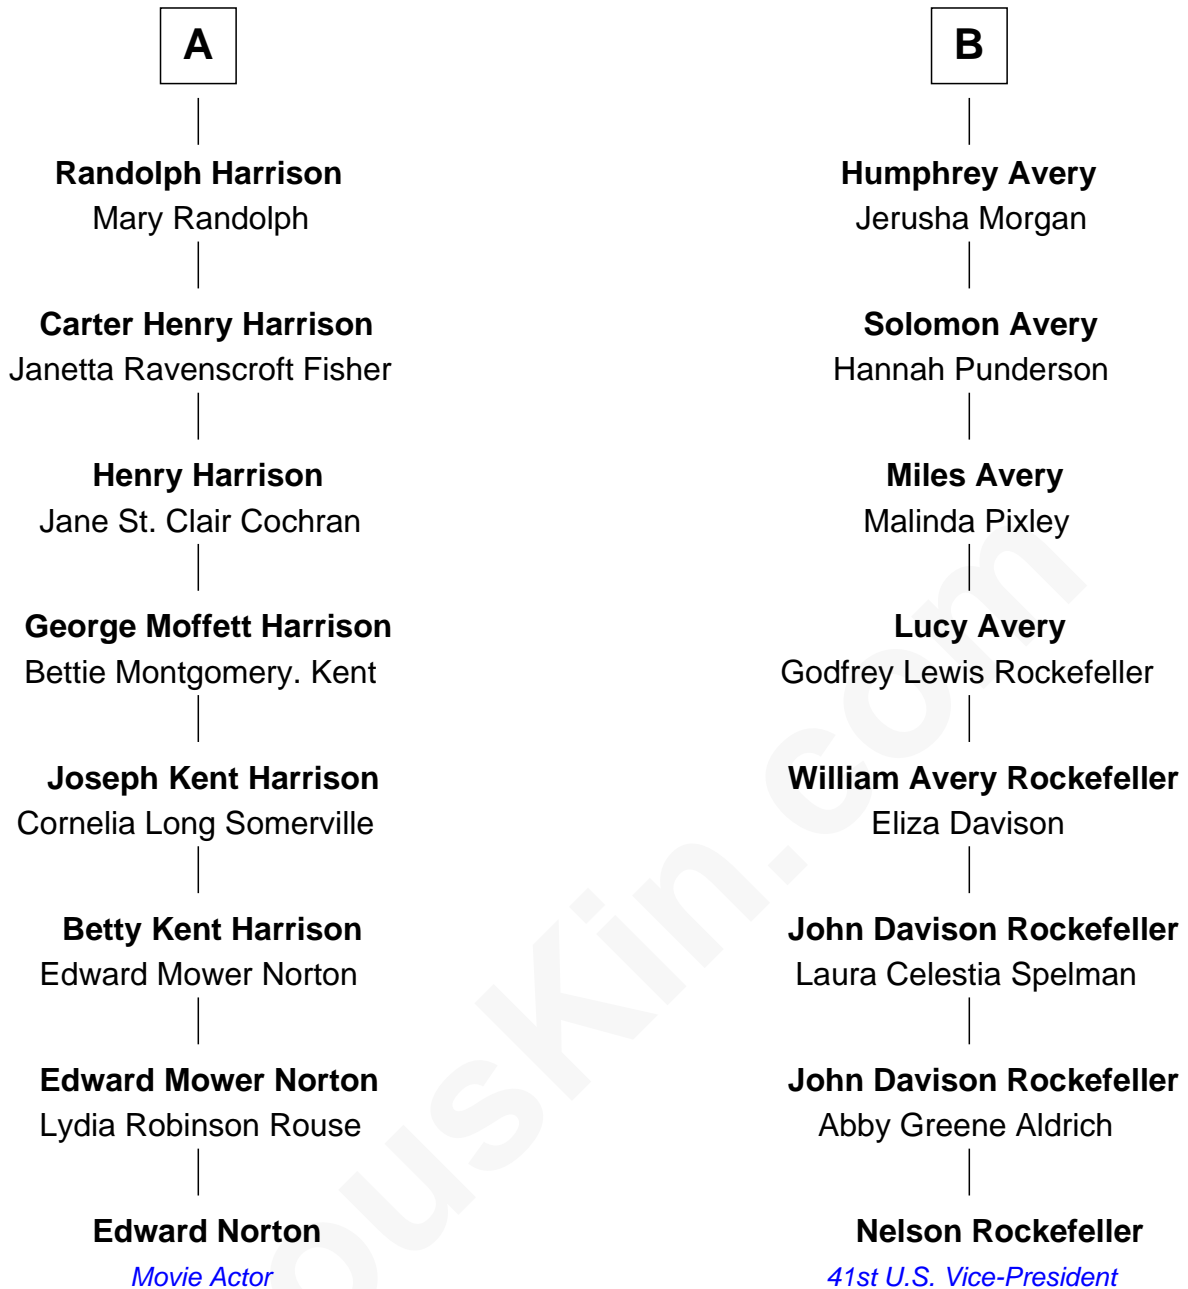 A
Randolph Harrison
Mary Randolph
Carter Henry Harrison
Janetta Ravenscroft Fisher
Henry Harrison
Jane St. Clair Cochran
George Moffett Harrison
Bettie Montgomery. Kent
Joseph Kent Harrison
Cornelia Long Somerville
Betty Kent Harrison
Edward Mower Norton
Edward Mower Norton
Lydia Robinson Rouse
Edward Norton
Movie Actor
B
Humphrey Avery
Jerusha Morgan
Solomon Avery
Hannah Punderson
Miles Avery
Malinda Pixley
Lucy Avery
Godfrey Lewis Rockefeller
William Avery Rockefeller
Eliza Davison
John Davison Rockefeller
Laura Celestia Spelman
John Davison Rockefeller
Abby Greene Aldrich
Nelson Rockefeller
41st U.S. Vice-President
ouskin.com